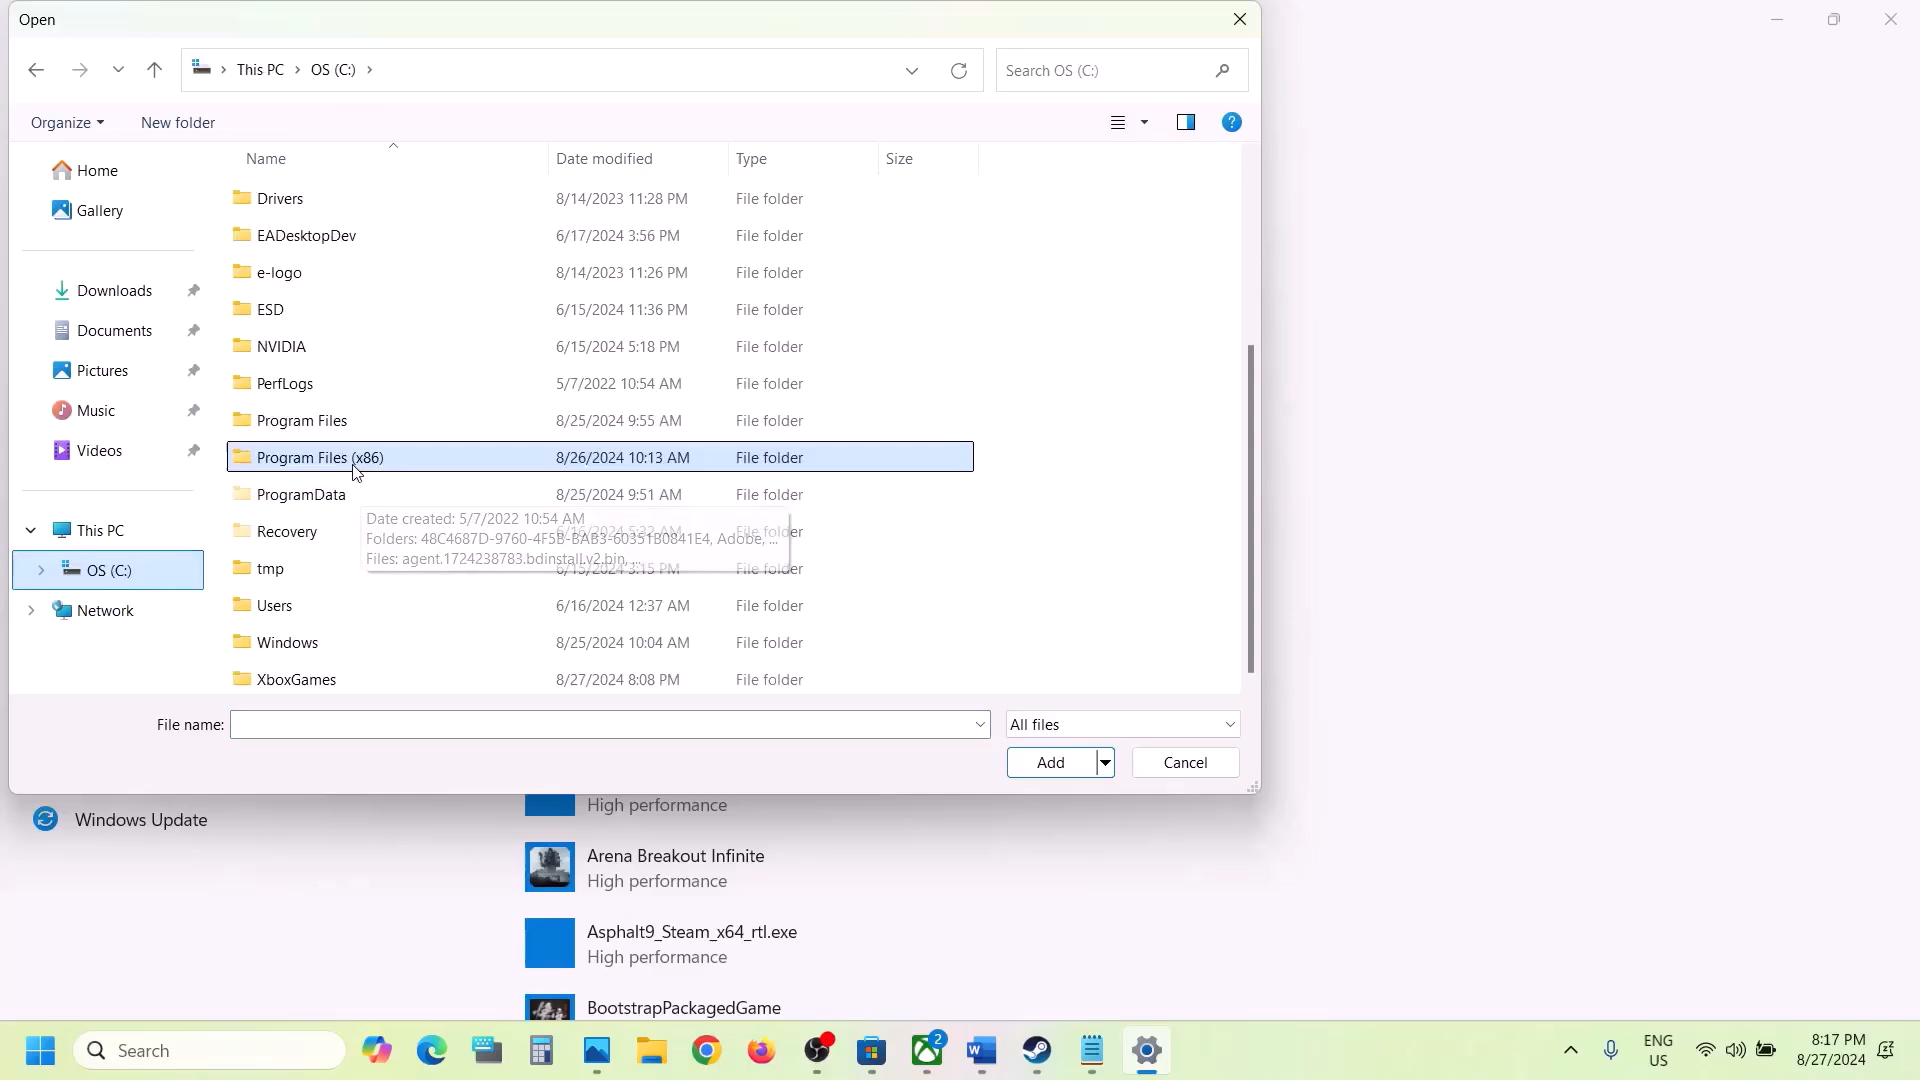 Open
This PC > OS (C:) >
Search OS (C:)
Organize
New folder
Name
Date modified
Type
Size
Home
Gallery
Downloads
Documents
Pictures
Music
Videos
This PC
OS (C:)
Network
Drivers 8/14/2023 11:28 PM File folder
EADesktopDev 6/17/2024 3:56 PM File folder
e-logo 8/14/2023 11:26 PM File folder
ESD 6/15/2024 11:36 PM File folder
NVIDIA 6/15/2024 5:18 PM File folder
PerfLogs 5/7/2022 10:54 AM File folder
Program Files 8/25/2024 9:55 AM File folder
Program Files (x86) 8/26/2024 10:13 AM File folder
ProgramData 8/25/2024 9:51 AM File folder
Recovery 6/16/2024 5:32 AM File folder
tmp 6/15/2024 3:15 PM File folder
Users 6/16/2024 12:37 AM File folder
Windows 8/25/2024 10:04 AM File folder
XboxGames 8/27/2024 8:08 PM File folder
Date created: 5/7/2022 10:54 AM
Folders: 48C4687D-9760-4F5B-BAB3-60351B0841E4, Adobe, ...
Files: agent.1724238783.bdinstall.v2.bin, ...
File name:
All files
Add
Cancel
Windows Update
High performance
Arena Breakout Infinite
High performance
Asphalt9_Steam_x64_rtl.exe
High performance
BootstrapPackagedGame
Search
2
ENG
US
8:17 PM
8/27/2024